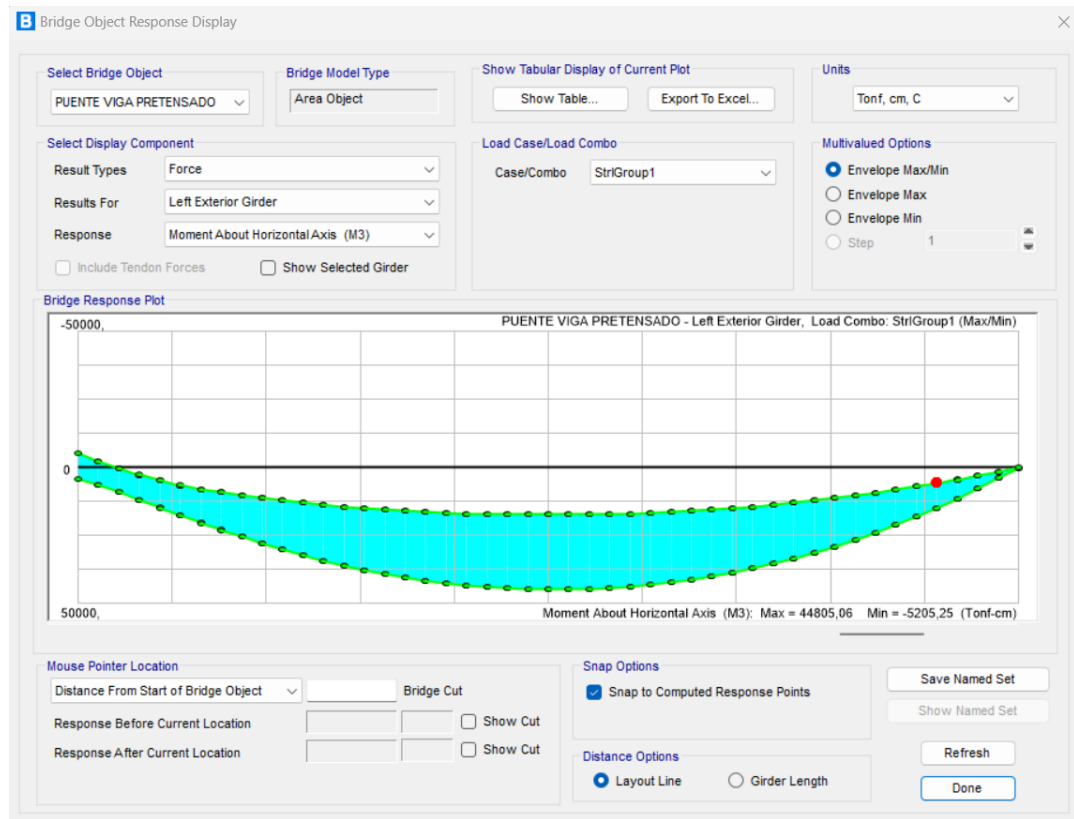 B Bridge Object Response Display
Select Bridge Object
PUENTE VIGA PRETENSADO
Bridge Model Type
Area Object
Show Tabular Display of Current Plot
Show Table...
Export To Excel...
Units
Tonf, cm, C
Select Display Component
Result Types
Force
Results For
Left Exterior Girder
Response
Moment About Horizontal Axis (M3)
Include Tendon Forces
Show Selected Girder
Load Case/Load Combo
Case/Combo
StrlGroup1
Multivalued Options
Envelope Max/Min
Envelope Max
Envelope Min
Step
1
Bridge Response Plot
-50000,
PUENTE VIGA PRETENSADO - Left Exterior Girder, Load Combo: StrlGroup1 (Max/Min)
0
50000,
Moment About Horizontal Axis (M3): Max = 44805,06 Min = -5205,25 (Tonf-cm)
Mouse Pointer Location
Distance From Start of Bridge Object
Bridge Cut
Response Before Current Location
Show Cut
Response After Current Location
Show Cut
Snap Options
Snap to Computed Response Points
Distance Options
Layout Line
Girder Length
Save Named Set
Show Named Set
Refresh
Done